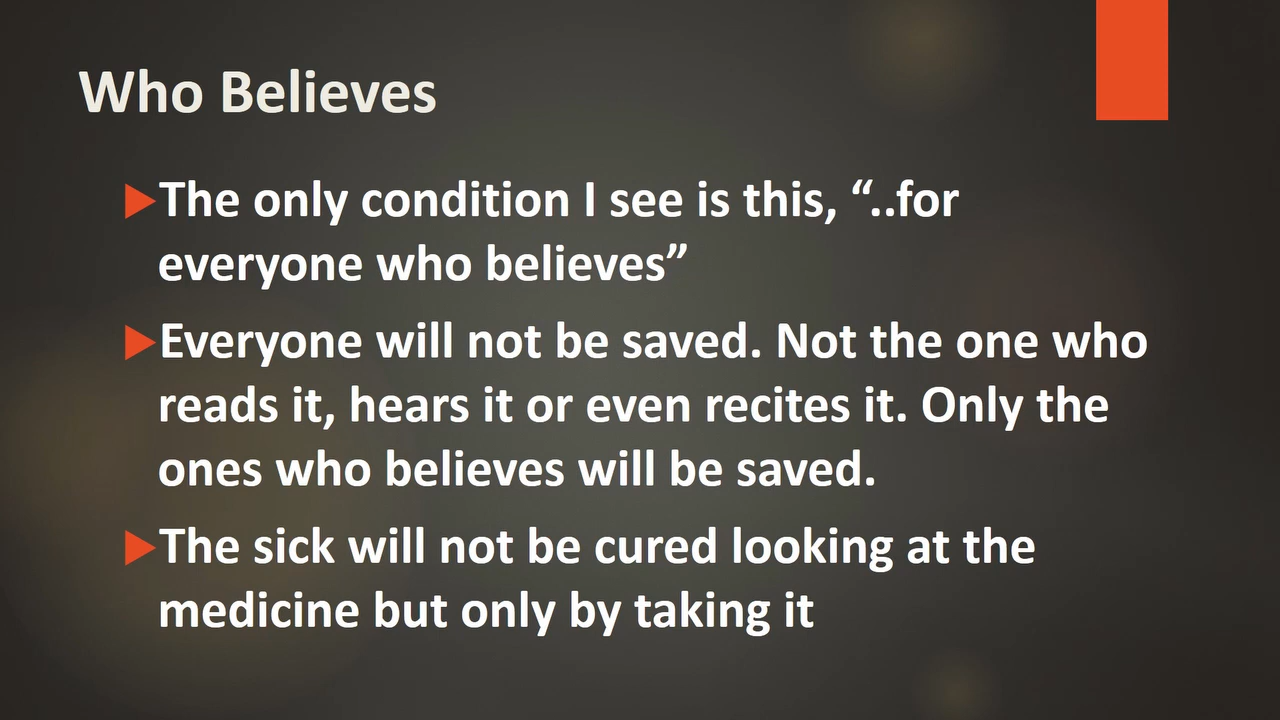 Who Believes
The only condition I see is this, “..for
everyone who believes”
Everyone will not be saved. Not the one who
reads it, hears it or even recites it. Only the
ones who believes will be saved.
The sick will not be cured looking at the
medicine but only by taking it